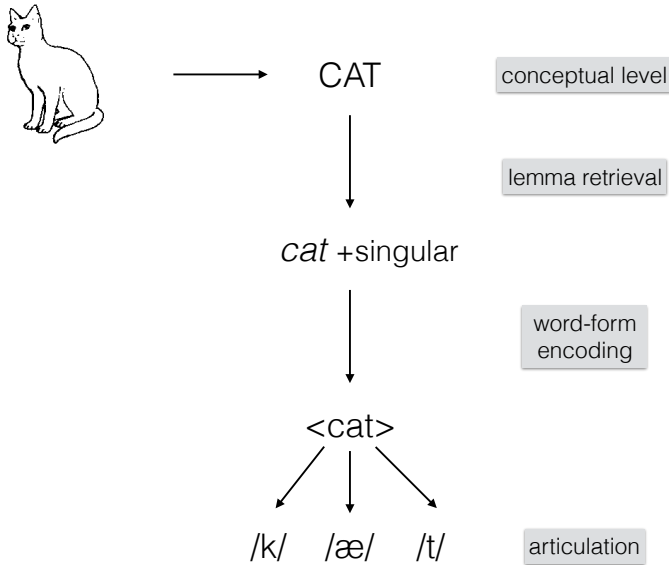 CAT
conceptual level
lemma retrieval
cat +singular
word-form
encoding
<cat>
/k/ /æ/ /t/
articulation